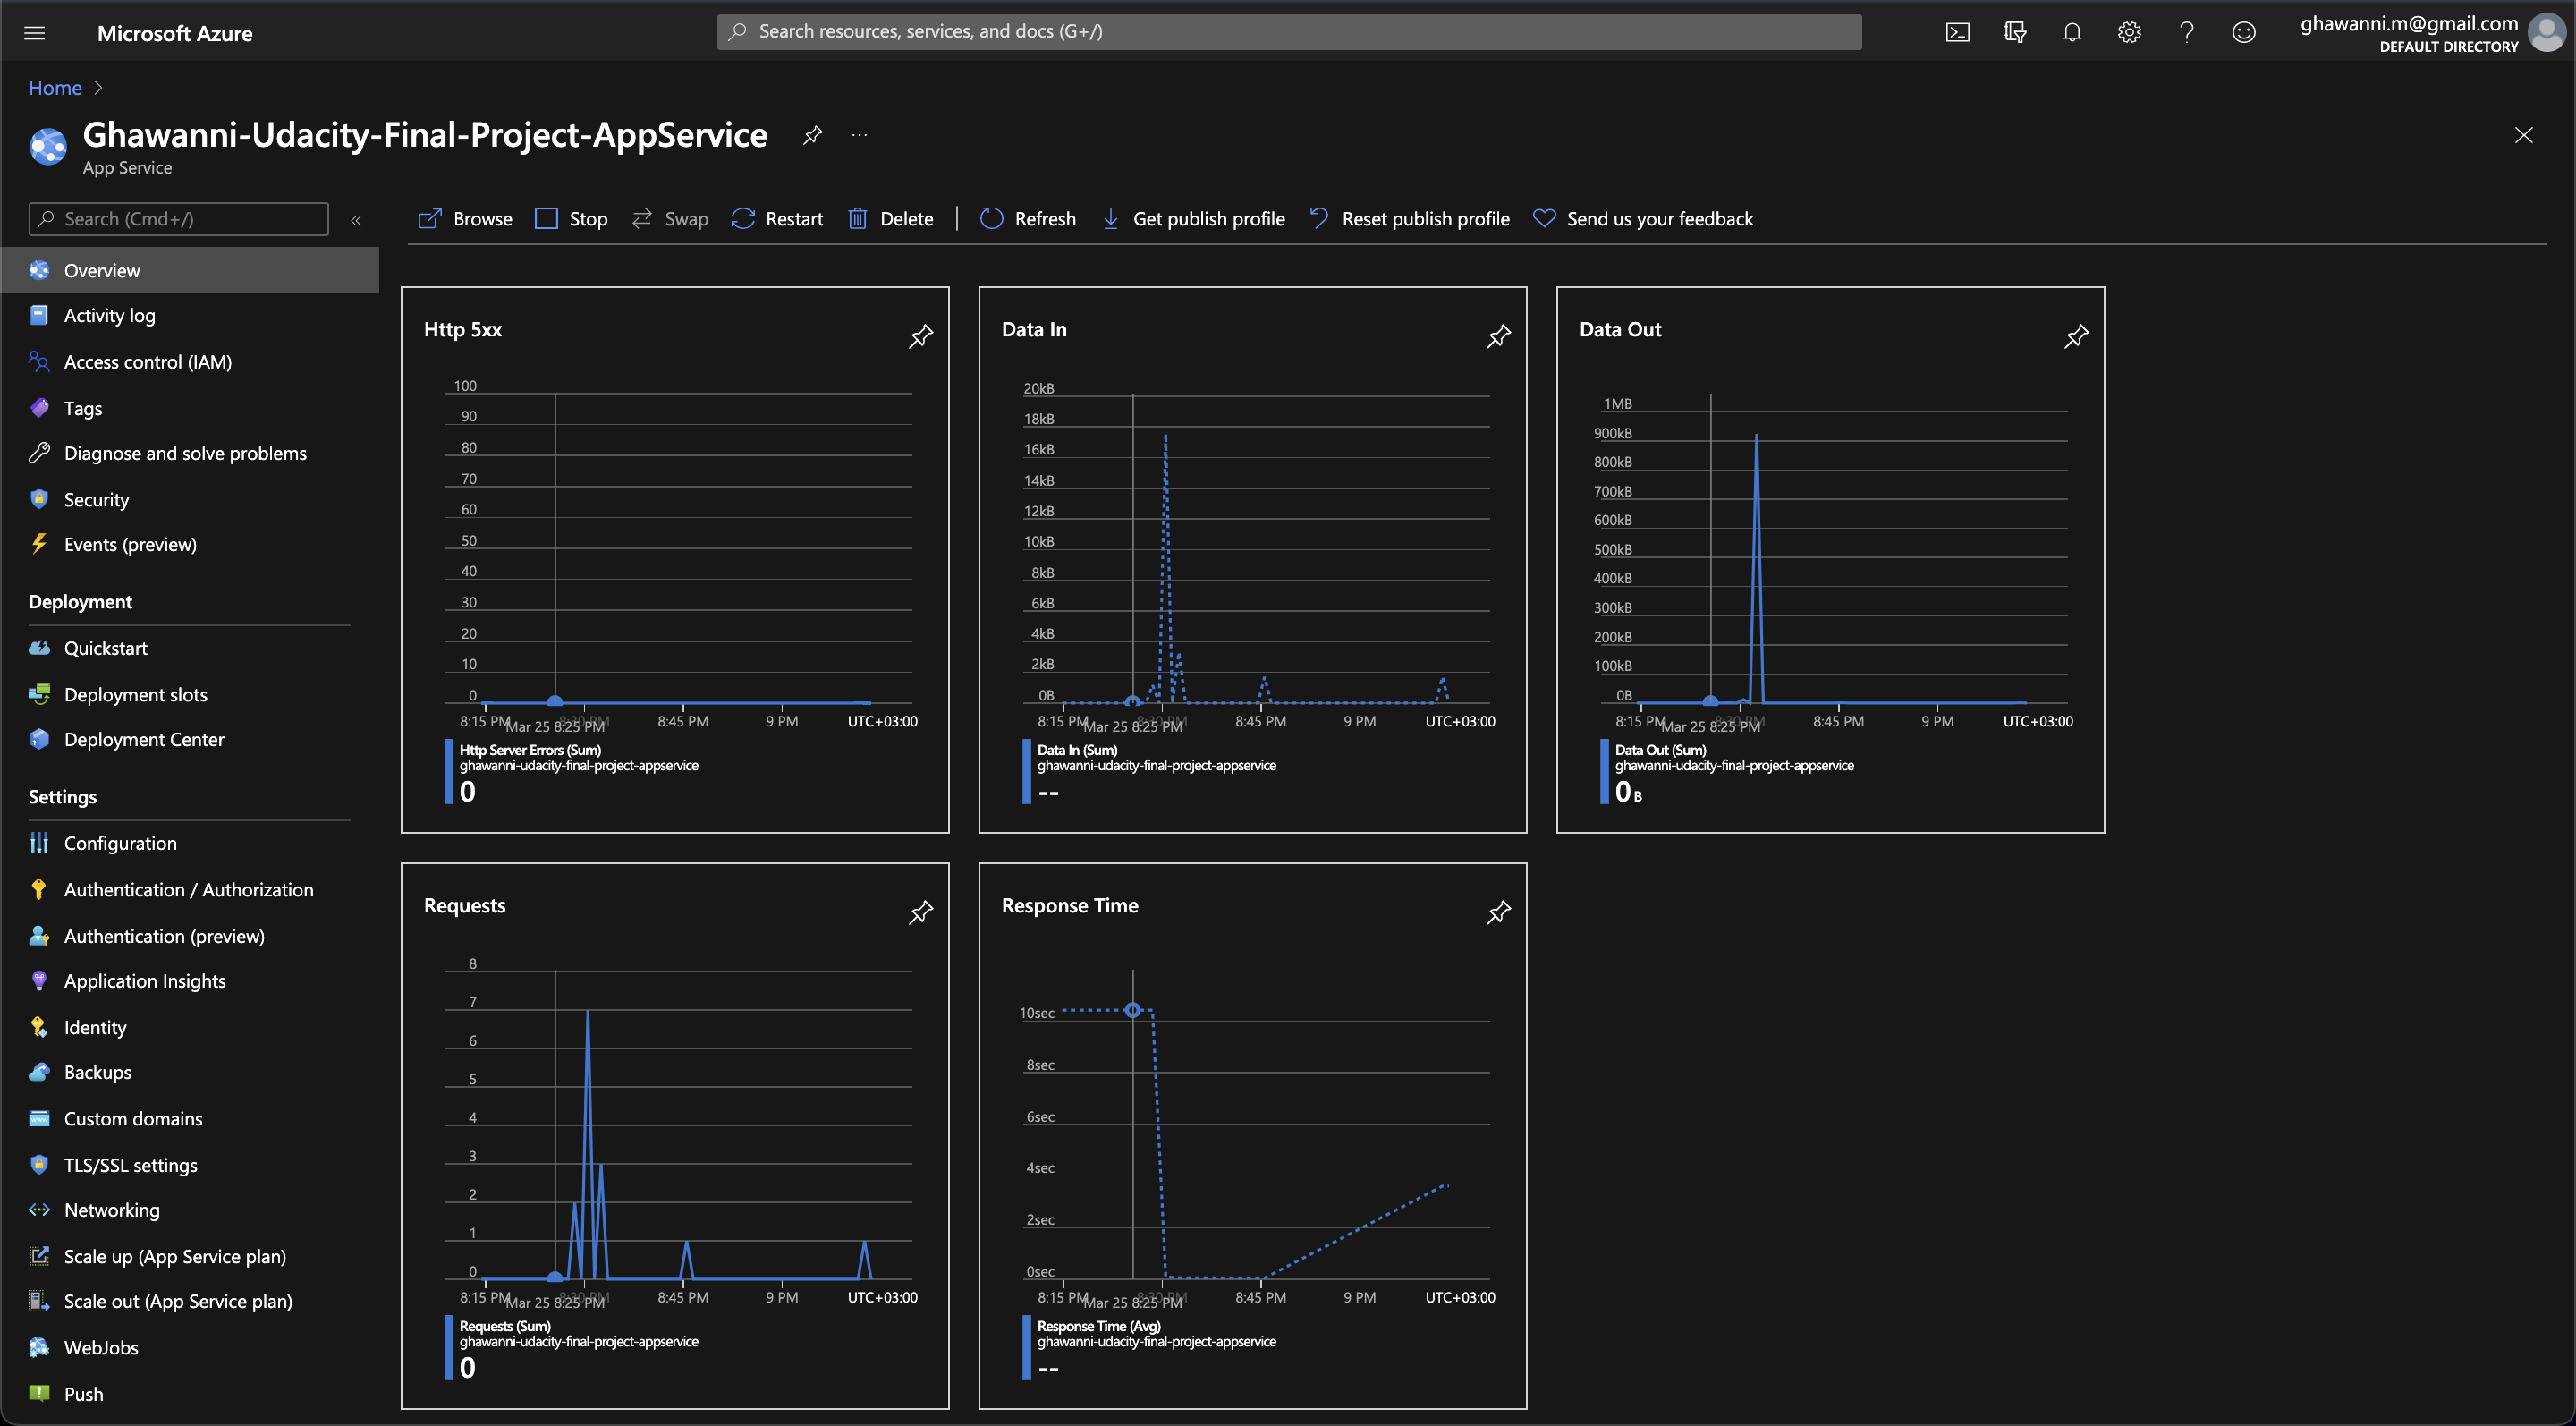 Microsoft Azure
Search resources, services, and docs (G+/)
ghawanni.m@gmail.com
DEFAULT DIRECTORY
Home
Ghawanni-Udacity-Final-Project-AppService
App Service
Search (Cmd+/)
Browse Stop Swap Restart Delete Refresh Get publish profile Reset publish profile Send us your feedback
Overview
Activity log
Access control (IAM)
Tags
Diagnose and solve problems
Security
Events (preview)
Deployment
Quickstart
Deployment slots
Deployment Center
Settings
Configuration
Authentication / Authorization
Authentication (preview)
Application Insights
Identity
Backups
Custom domains
TLS/SSL settings
Networking
Scale up (App Service plan)
Scale out (App Service plan)
WebJobs
Push
Http 5xx
100
90
80
70
60
50
40
30
20
10
0
8:15 PM 8:30 PM 8:45 PM 9 PM UTC+03:00
Mar 25 8:25 PM
Http Server Errors (Sum)
ghawanni-udacity-final-project-appservice
0
Data In
20kB
18kB
16kB
14kB
12kB
10kB
8kB
6kB
4kB
2kB
0B
8:15 PM 8:30 PM 8:45 PM 9 PM UTC+03:00
Mar 25 8:25 PM
Data In (Sum)
ghawanni-udacity-final-project-appservice
--
Data Out
1MB
900kB
800kB
700kB
600kB
500kB
400kB
300kB
200kB
100kB
0B
8:15 PM 8:30 PM 8:45 PM 9 PM UTC+03:00
Mar 25 8:25 PM
Data Out (Sum)
ghawanni-udacity-final-project-appservice
0 B
Requests
8
7
6
5
4
3
2
1
0
8:15 PM 8:30 PM 8:45 PM 9 PM UTC+03:00
Mar 25 8:25 PM
Requests (Sum)
ghawanni-udacity-final-project-appservice
0
Response Time
10sec
8sec
6sec
4sec
2sec
0sec
8:15 PM 8:30 PM 8:45 PM 9 PM UTC+03:00
Mar 25 8:25 PM
Response Time (Avg)
ghawanni-udacity-final-project-appservice
--